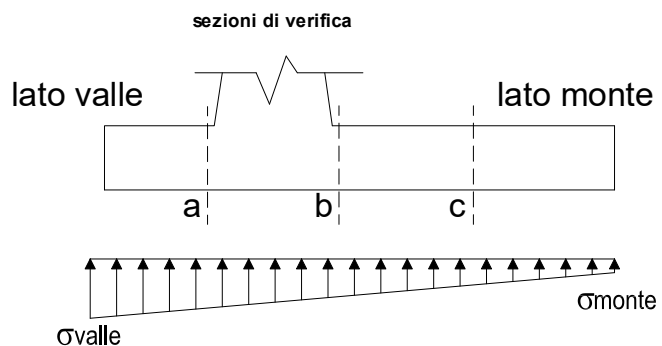 sezioni di verifica
lato valle
lato monte
a
b
c
σmonte
σvalle